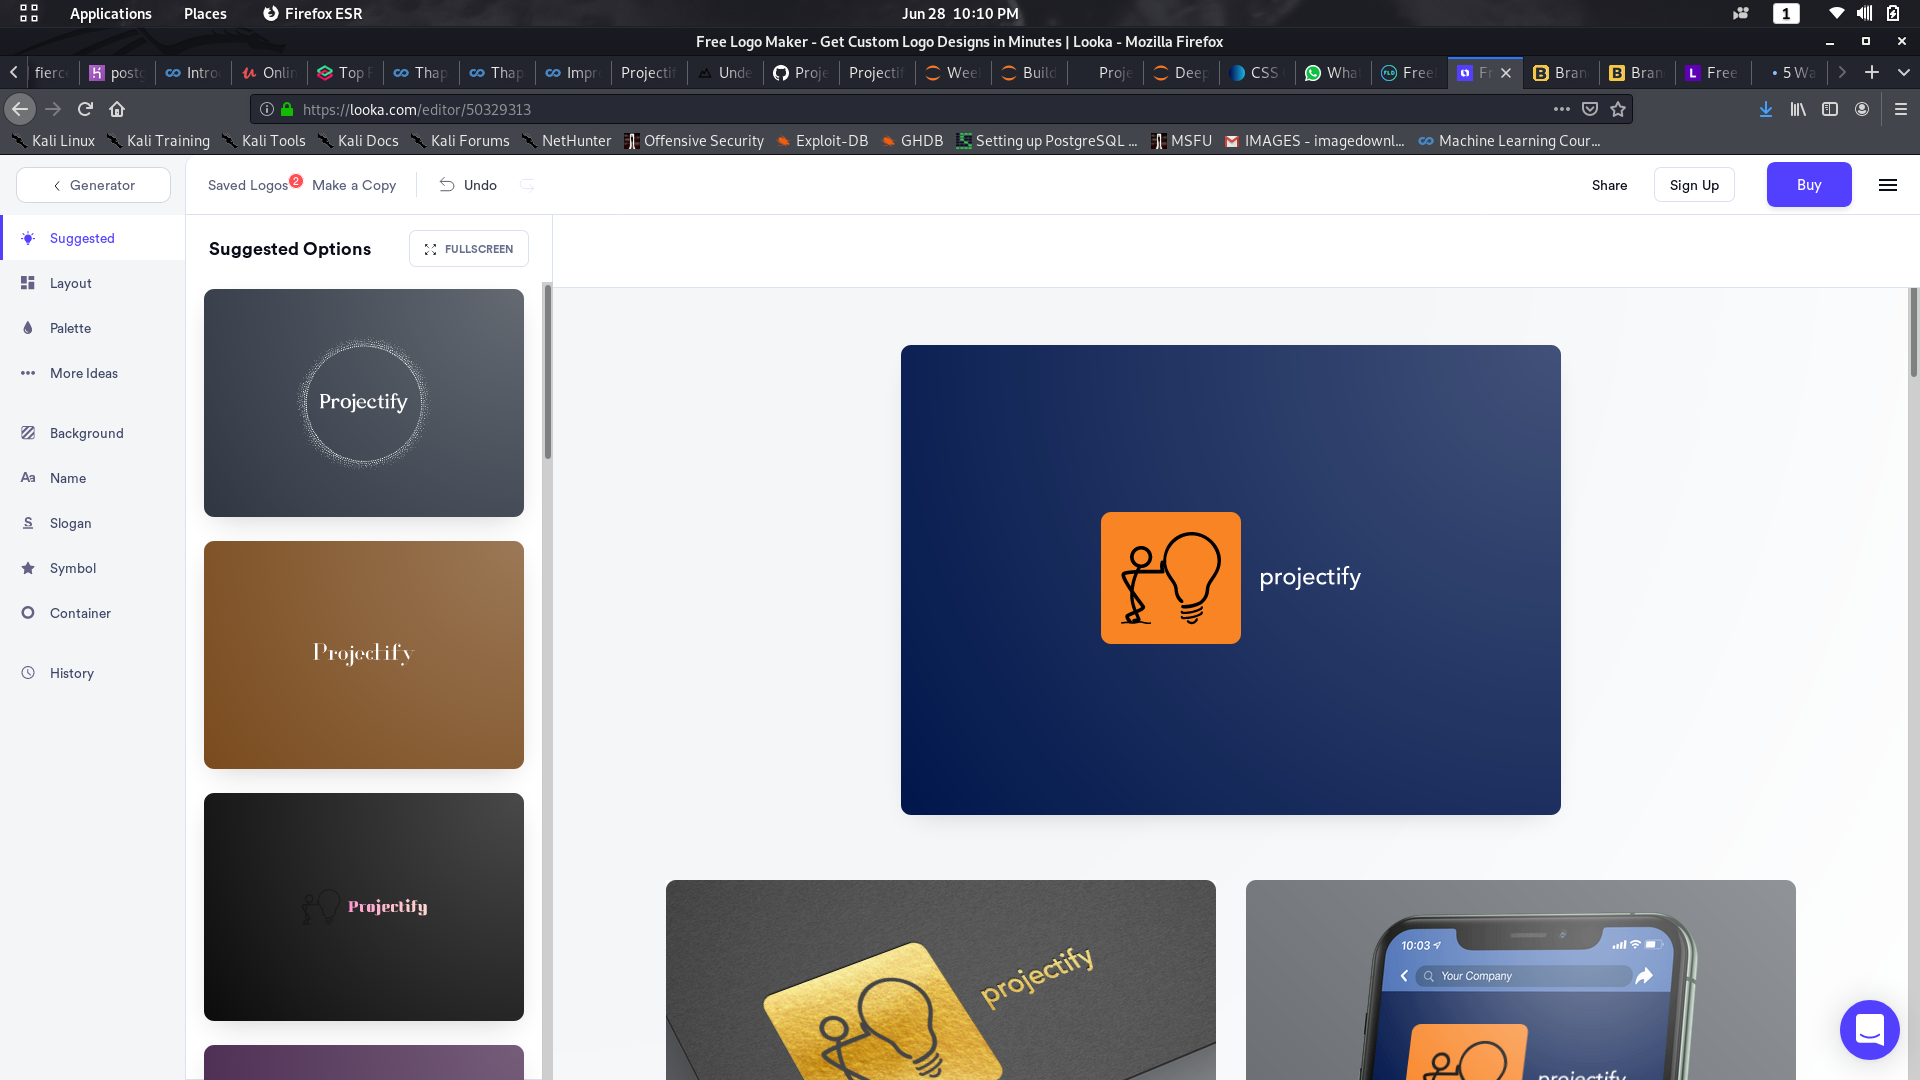 Applications Places Firefox ESR Jun 28 10:10 PM 1
Free Logo Maker - Get Custom Logo Designs in Minutes | Looka - Mozilla Firefox
fierc postg Intro Onlin Top F Thap Thap Impr Projectif Unde Proje Projectif Wee Build Proje Deep CSS What Free Fr Bran Bran Free 5 Wa
https://looka.com/editor/50329313
Kali Linux Kali Training Kali Tools Kali Docs Kali Forums NetHunter Offensive Security Exploit-DB GHDB Setting up PostgreSQL ... MSFU IMAGES - imagedownl... Machine Learning Cour...
Generator Saved Logos 2 Make a Copy Undo Share Sign Up Buy
Suggested
Layout
Palette
More Ideas
Background
Name
Slogan
Symbol
Container
History
Suggested Options FULLSCREEN
Projectify
Projectify
Projectify
projectify
projectify
10:03
Your Company
projectify